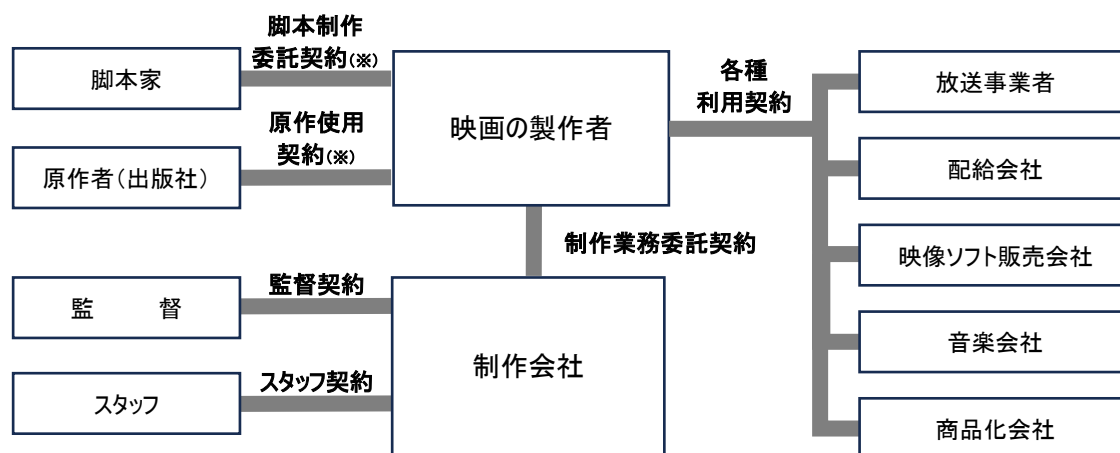 脚本制作
委託契約(※)
脚本家
原作使用
契約(※)
原作者(出版社)
映画の製作者
各種
利用契約
放送事業者
配給会社
映像ソフト販売会社
音楽会社
商品化会社
制作業務委託契約
監督契約
監　　督
スタッフ契約
スタッフ
制作会社